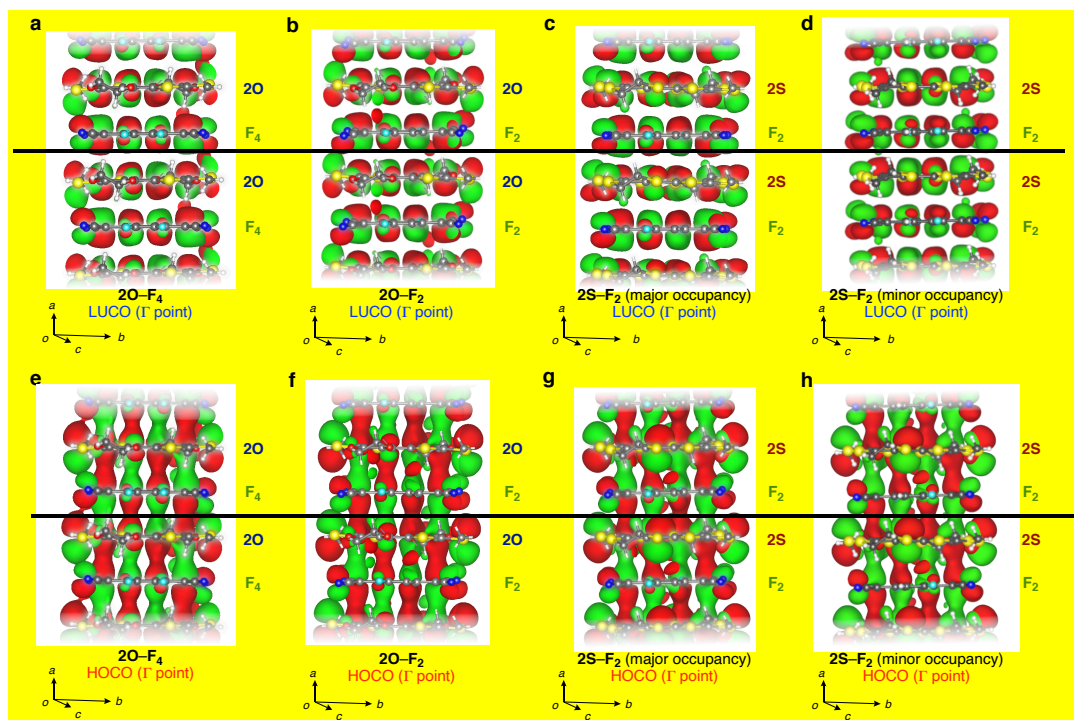 a b c d
2O 2O 2S 2S
F4 F2 F2 F2
2O 2O 2S 2S
F4 F2 F2 F2
2O–F4 2O–F2 2S–F2 (major occupancy) 2S–F2 (minor occupancy)
LUCO (Γ point) LUCO (Γ point) LUCO (Γ point) LUCO (Γ point)
a a a a
o c b o c b o c b o c b
e f g h
2O 2O 2S 2S
F4 F2 F2 F2
2O 2O 2S 2S
F4 F2 F2 F2
2O–F4 2O–F2 2S–F2 (major occupancy) 2S–F2 (minor occupancy)
HOCO (Γ point) HOCO (Γ point) HOCO (Γ point) HOCO (Γ point)
a a a a
o c b o c b o c b o c b